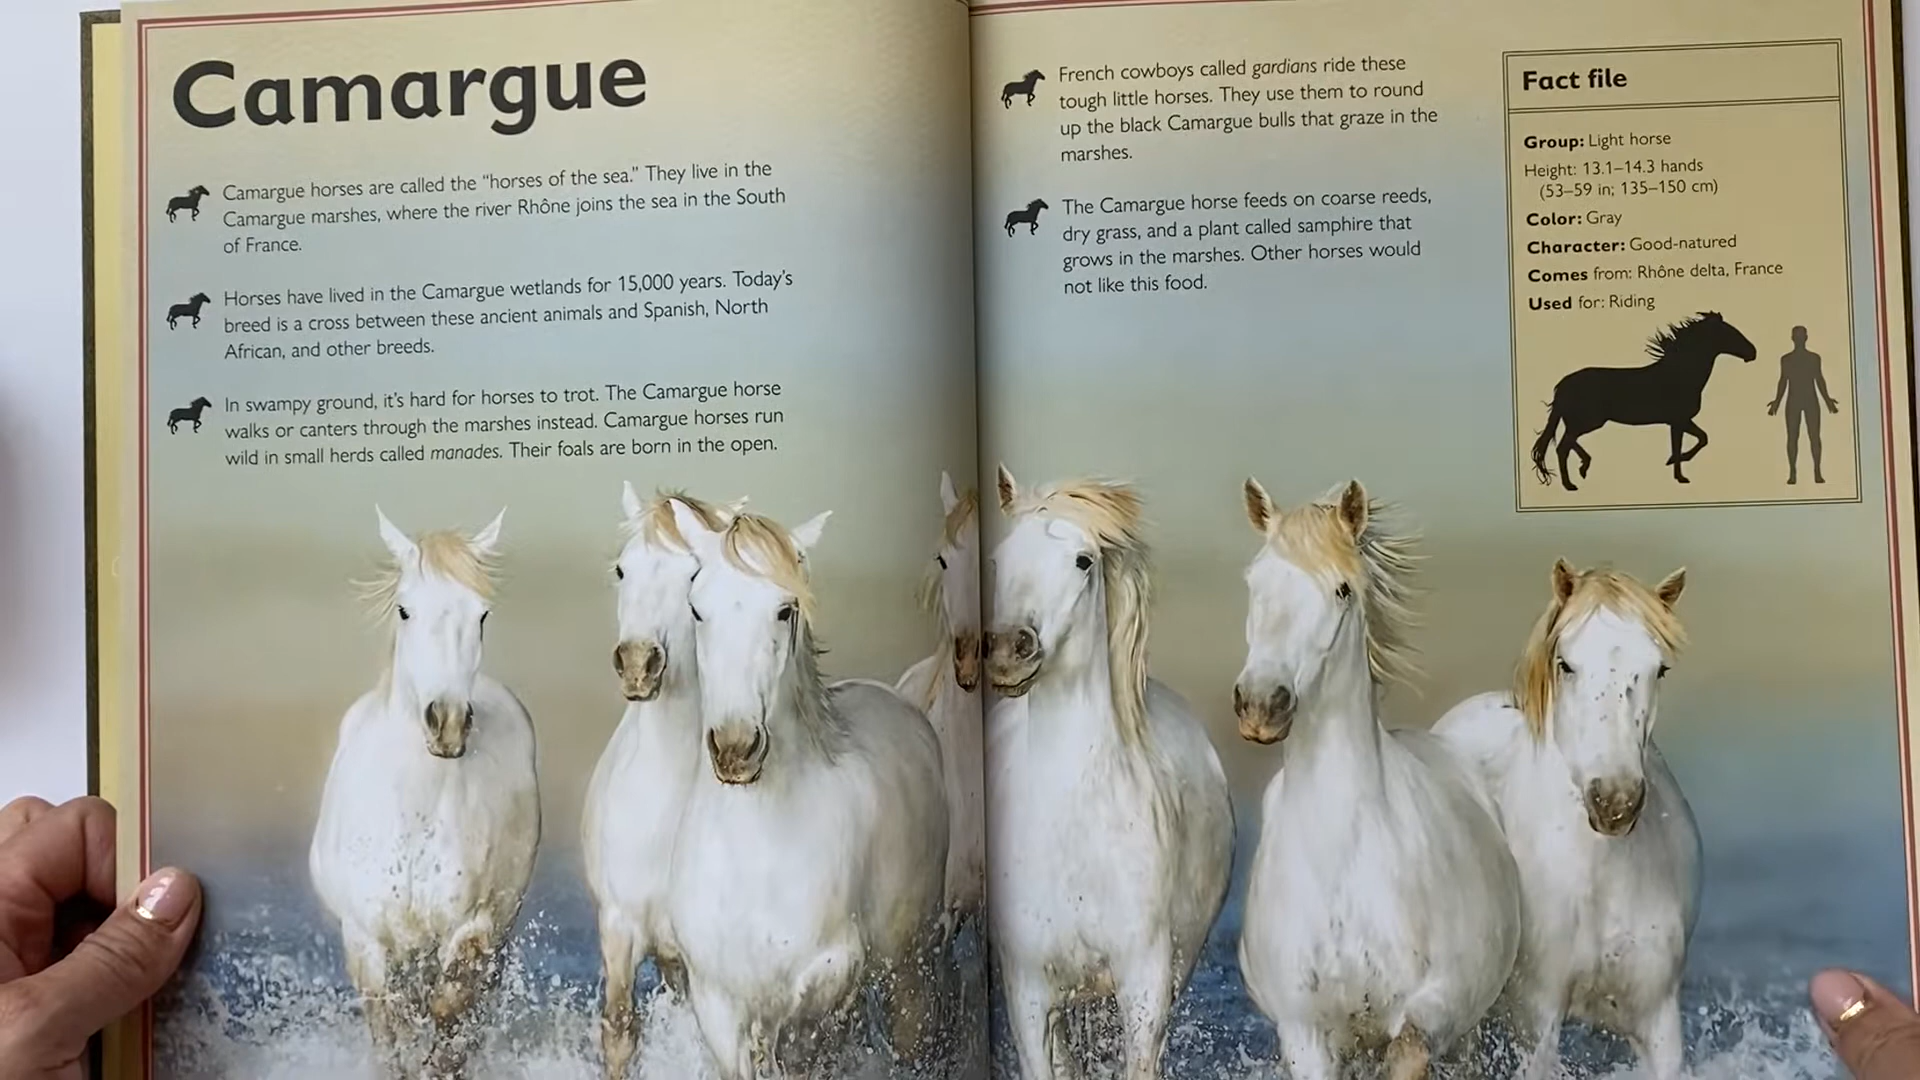 Camargue
Camargue horses are called the “horses of the sea.” They live in the
Camargue marshes, where the river Rhône joins the sea in the South
of France.
Horses have lived in the Camargue wetlands for 15,000 years. Today’s
breed is a cross between these ancient animals and Spanish, North
African, and other breeds.
In swampy ground, it’s hard for horses to trot. The Camargue horse
walks or canters through the marshes instead. Camargue horses run
wild in small herds called manades. Their foals are born in the open.
French cowboys called gardians ride these
tough little horses. They use them to round
up the black Camargue bulls that graze in the
marshes.
The Camargue horse feeds on coarse reeds,
dry grass, and a plant called samphire that
grows in the marshes. Other horses would
not like this food.
Fact file
Group: Light horse
Height: 13.1–14.3 hands
(53–59 in; 135–150 cm)
Color: Gray
Character: Good-natured
Comes from: Rhône delta, France
Used for: Riding